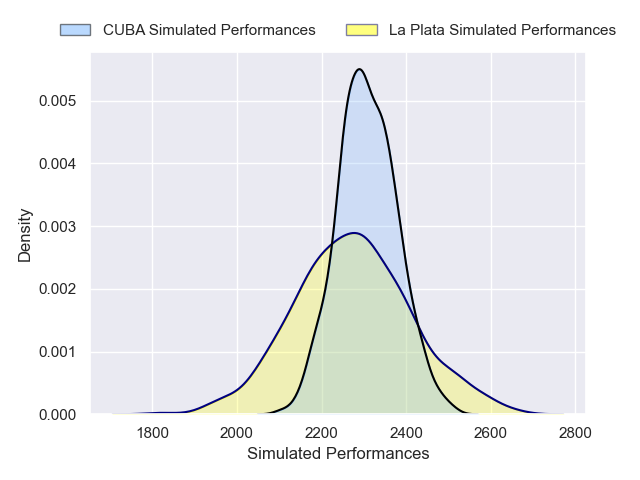 CUBA Simulated Performances La Plata Simulated Performances
0.005
0.004
0.003
0.002
0.001
0.000
Density
1800 2000 2200 2400 2600 2800
Simulated Performances